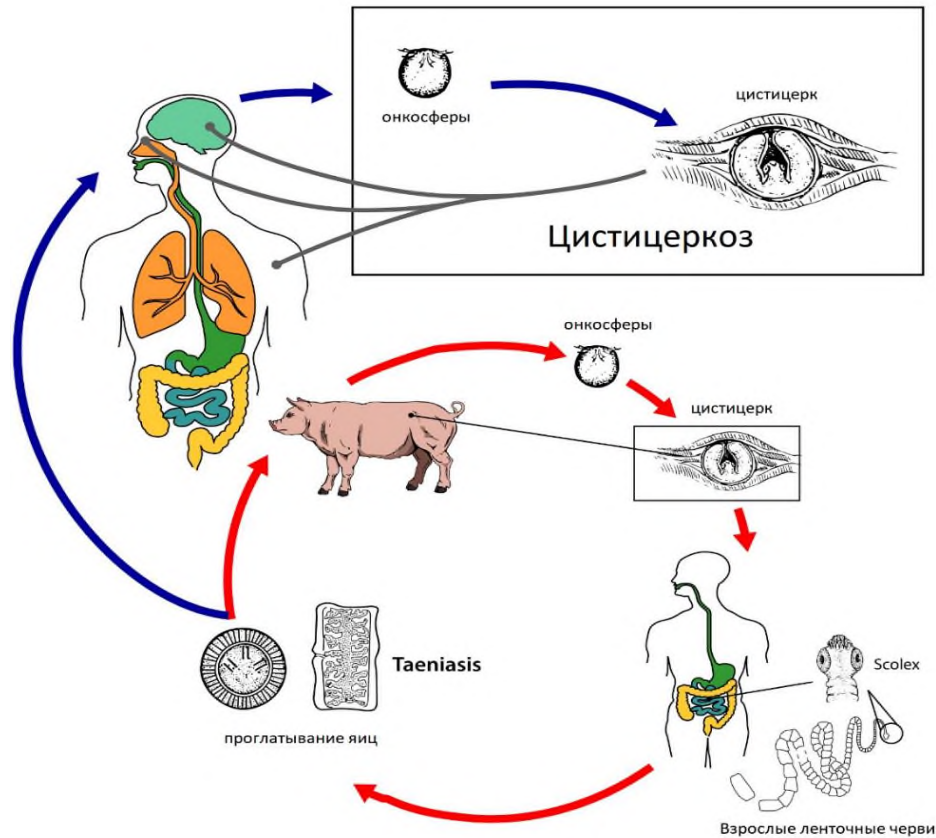 онкосферы
цистицерк
Цистицеркоз
онкосферы
цистицерк
Taeniasis
Scolex
проглатывание яиц
Взрослые ленточные черви